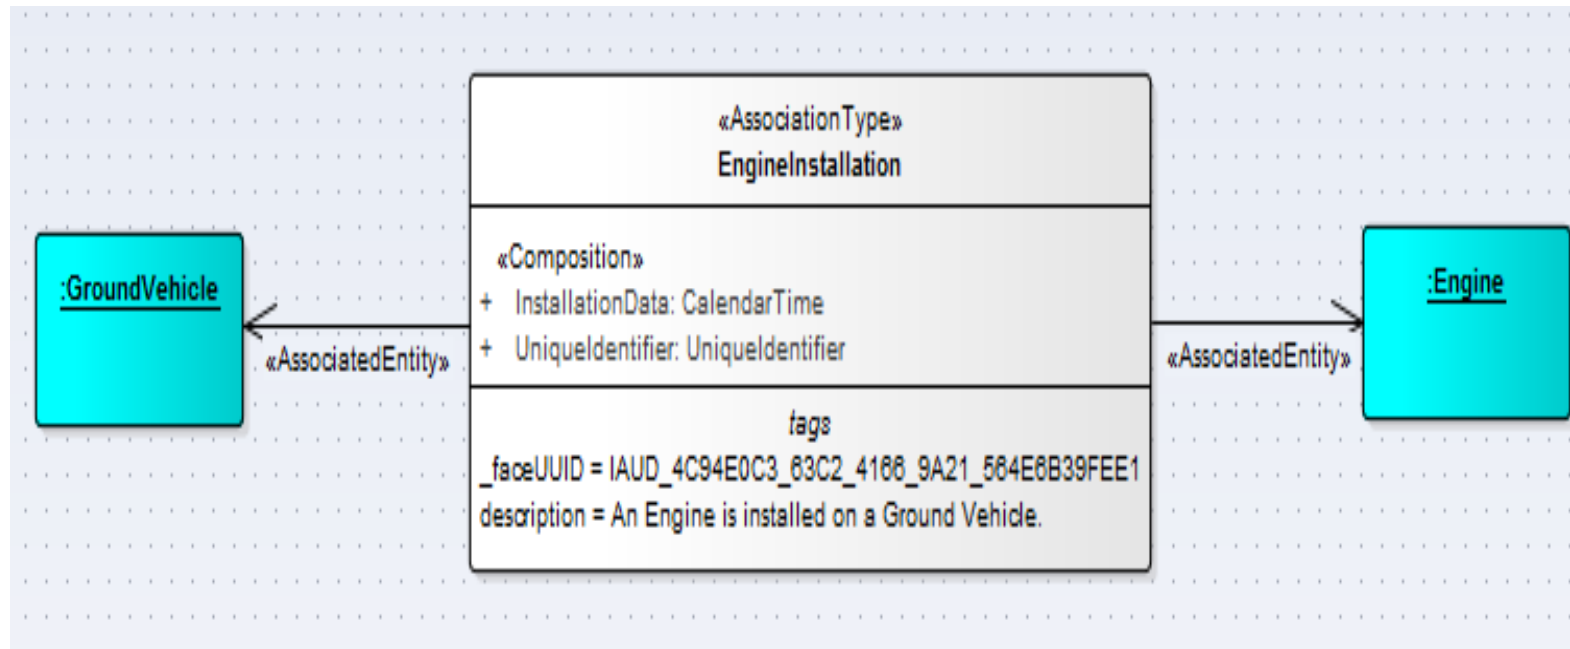 «AssociationType»
EngineInstallation
«Composition»
+ InstallationData: CalendarTime
+ UniqueIdentifier: UniqueIdentifier
tags
_faceUUID = IAUD_4C94E0C3_63C2_4166_9A21_564E6B39FEE1
description = An Engine is installed on a Ground Vehicle.
:GroundVehicle
«AssociatedEntity»
«AssociatedEntity»
:Engine